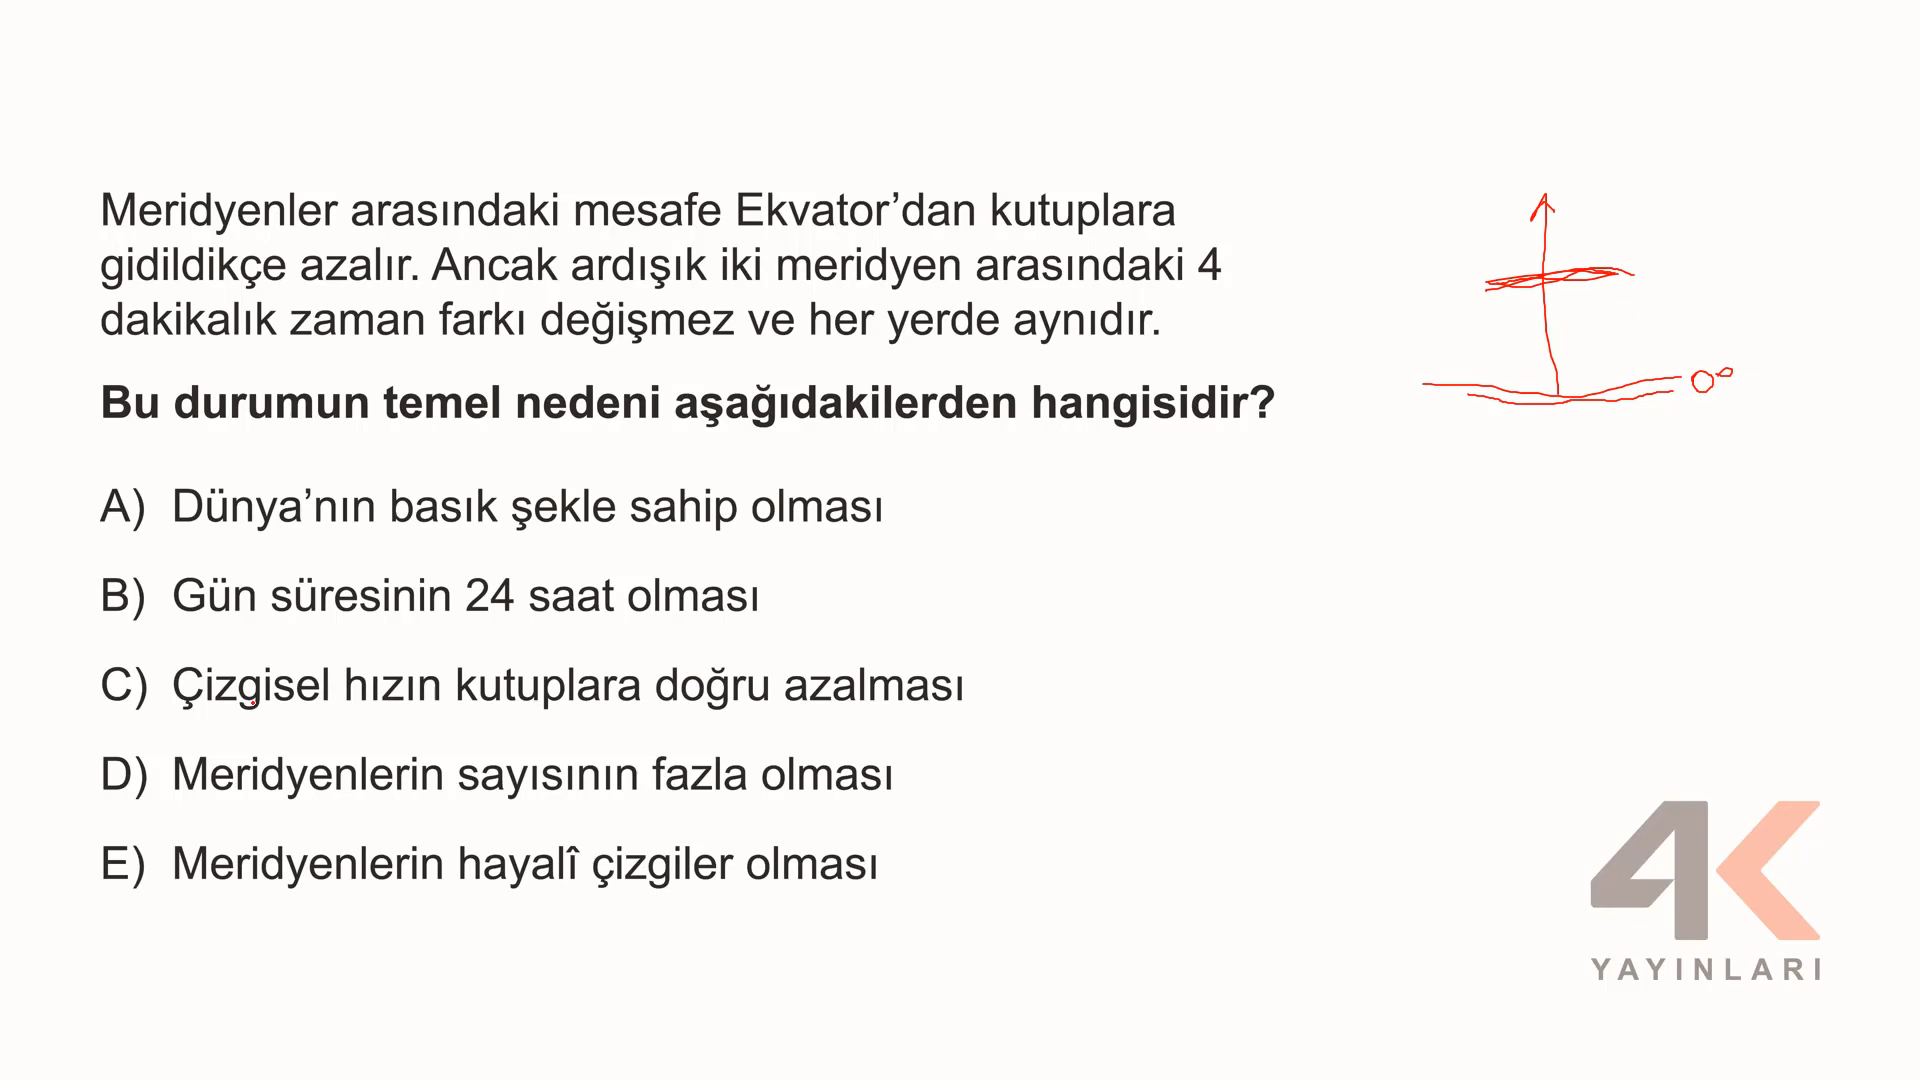 Meridyenler arasındaki mesafe Ekvator’dan kutuplara
gidildikçe azalır. Ancak ardışık iki meridyen arasındaki 4
dakikalık zaman farkı değişmez ve her yerde aynıdır.
Bu durumun temel nedeni aşağıdakilerden hangisidir?
A) Dünya’nın basık şekle sahip olması
B) Gün süresinin 24 saat olması
C) Çizgisel hızın kutuplara doğru azalması
D) Meridyenlerin sayısının fazla olması
E) Meridyenlerin hayalî çizgiler olması
0°
4K
YAYINLARI